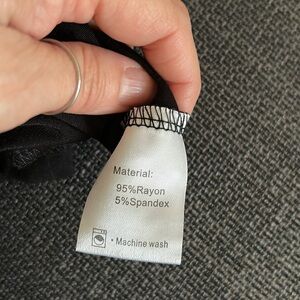 Material:
95%Rayon
5%Spandex
• Machine wash